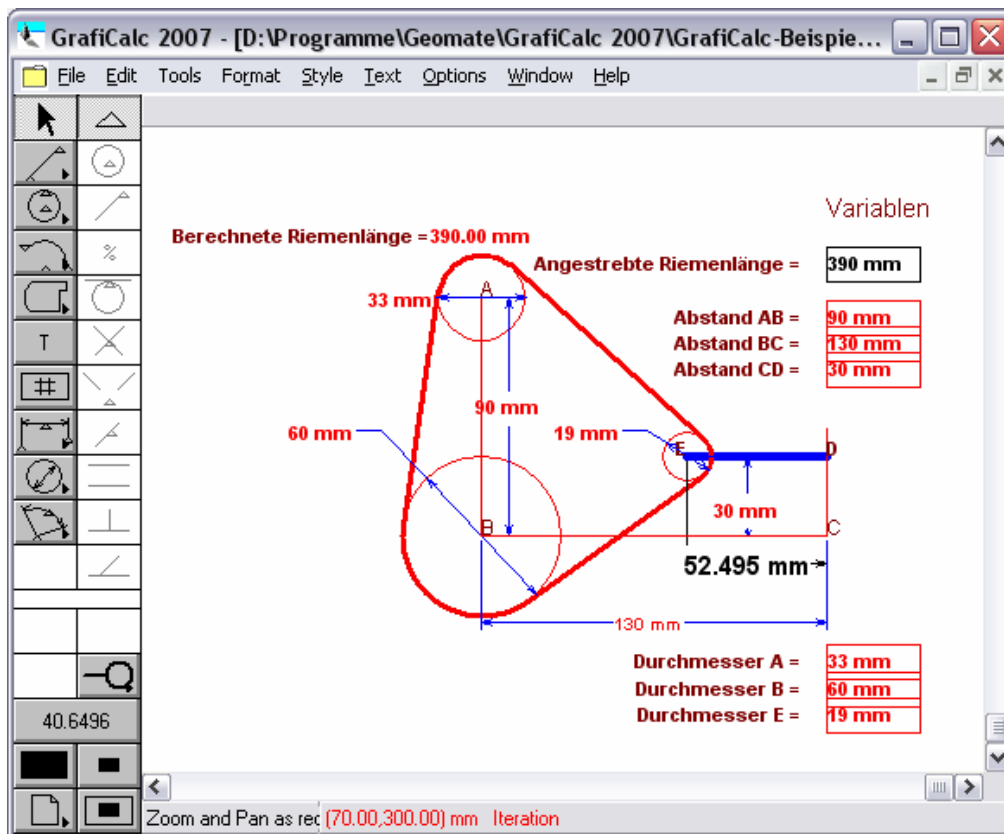 GrafiCalc 2007 - [D:\Programme\Geomate\GrafiCalc 2007\GrafiCalc-Beispie...
File Edit Tools Format Style Text Options Window Help
Variablen
Berechnete Riemenlänge =390.00 mm
Angestrebte Riemenlänge = 390 mm
A
33 mm
Abstand AB = 90 mm
Abstand BC = 130 mm
Abstand CD = 30 mm
%
T
90 mm
60 mm
19 mm
E
D
30 mm
B
C
52.495 mm
130 mm
Durchmesser A = 33 mm
Durchmesser B = 60 mm
Durchmesser E = 19 mm
40.6496
Zoom and Pan as rec (70.00,300.00) mm Iteration